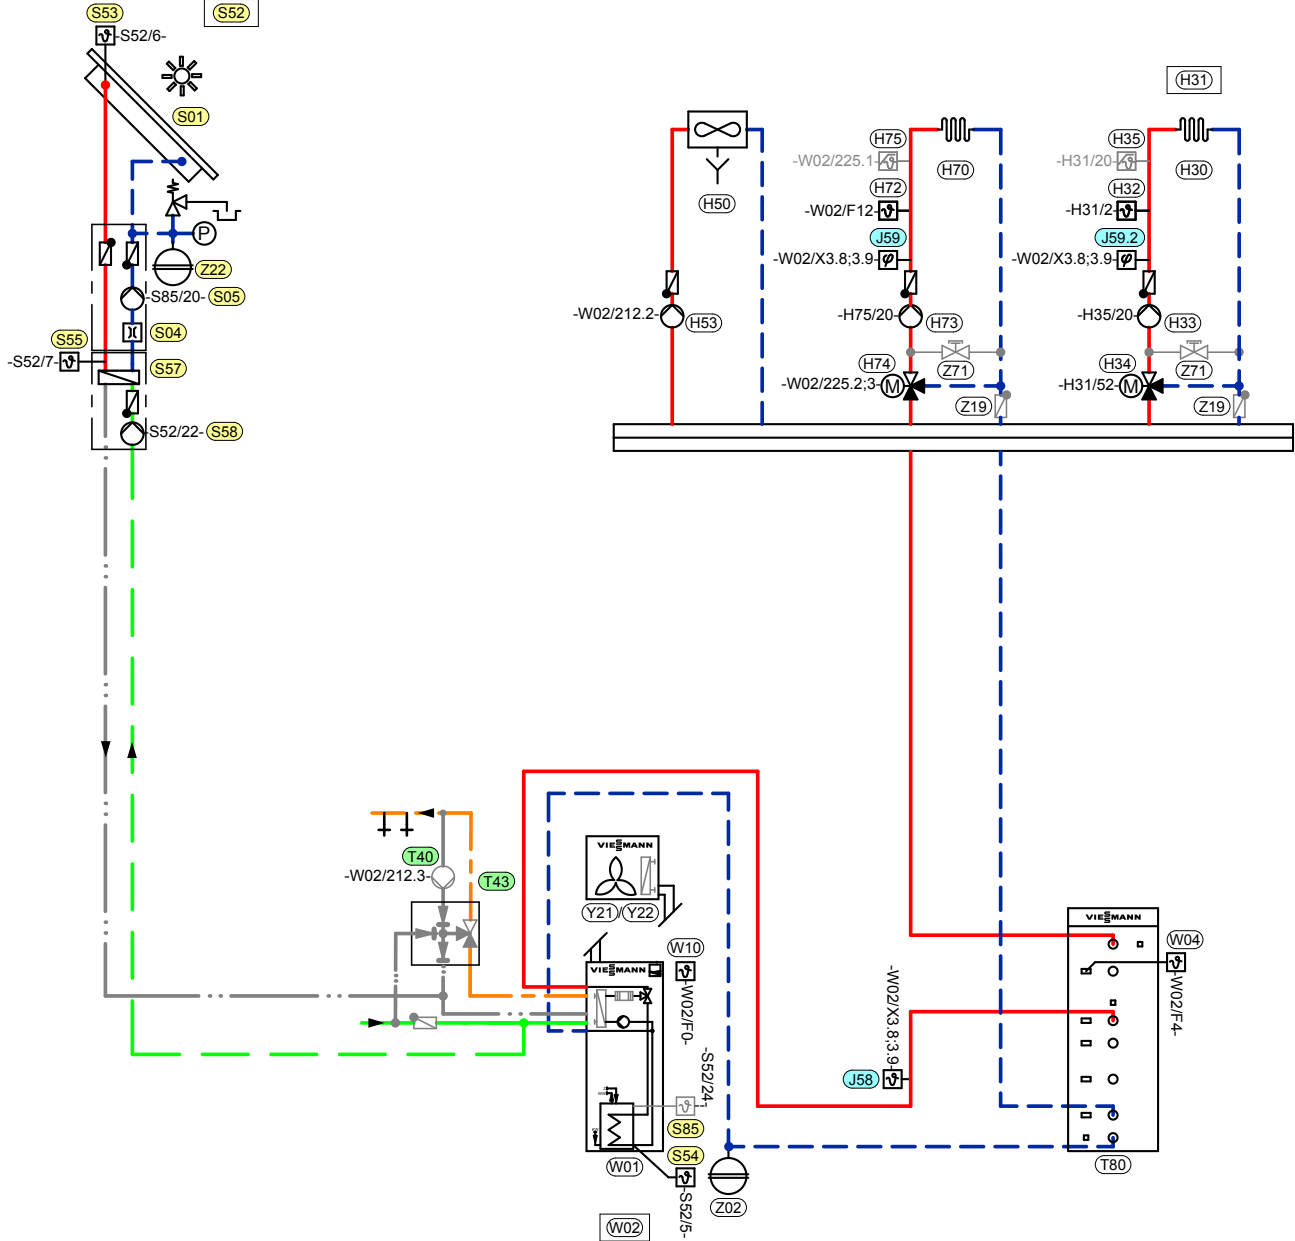 S53
S52
-S52/6-
S01
H31
H75
H35
-W02/225.1-
-H31/20-
H70
H30
H72
H32
H50
-W02/F12-
-H31/2-
J59
J59.2
P
-W02/X3.8;3.9-
-W02/X3.8;3.9-
Z22
-S85/20-
S05
-W02/212.2-
H53
-H75/20-
H73
-H35/20-
H33
S04
S55
-S52/7-
S57
H74
Z71
H34
Z71
-W02/225.2;3-
M
-H31/52-
M
Z19
Z19
-S52/22-
S58
T40
-W02/212.3-
T43
VIESMANN
Y21/Y22
VIESMANN
W10
-W02/F0-
VIESMANN
W04
-W02/F4-
-W02/X3.8;3.9-
J58
-S52/24-
S85
S54
W01
-S52/5-
Z02
T80
W02